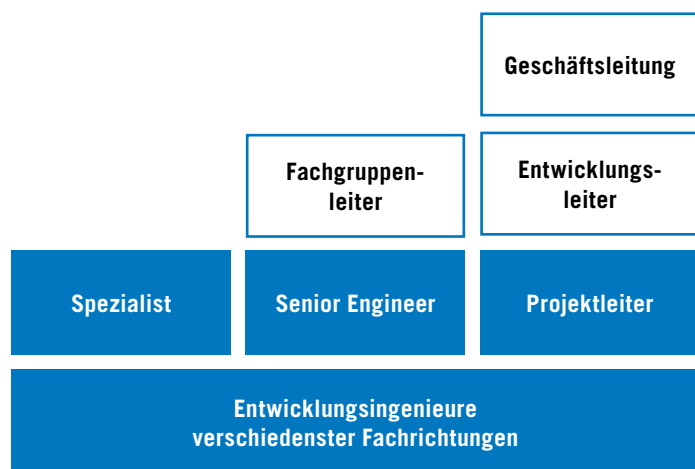 Geschäftsleitung
Fachgruppen-
leiter
Entwicklungs-
leiter
Spezialist
Senior Engineer
Projektleiter
Entwicklungsingenieure
verschiedenster Fachrichtungen